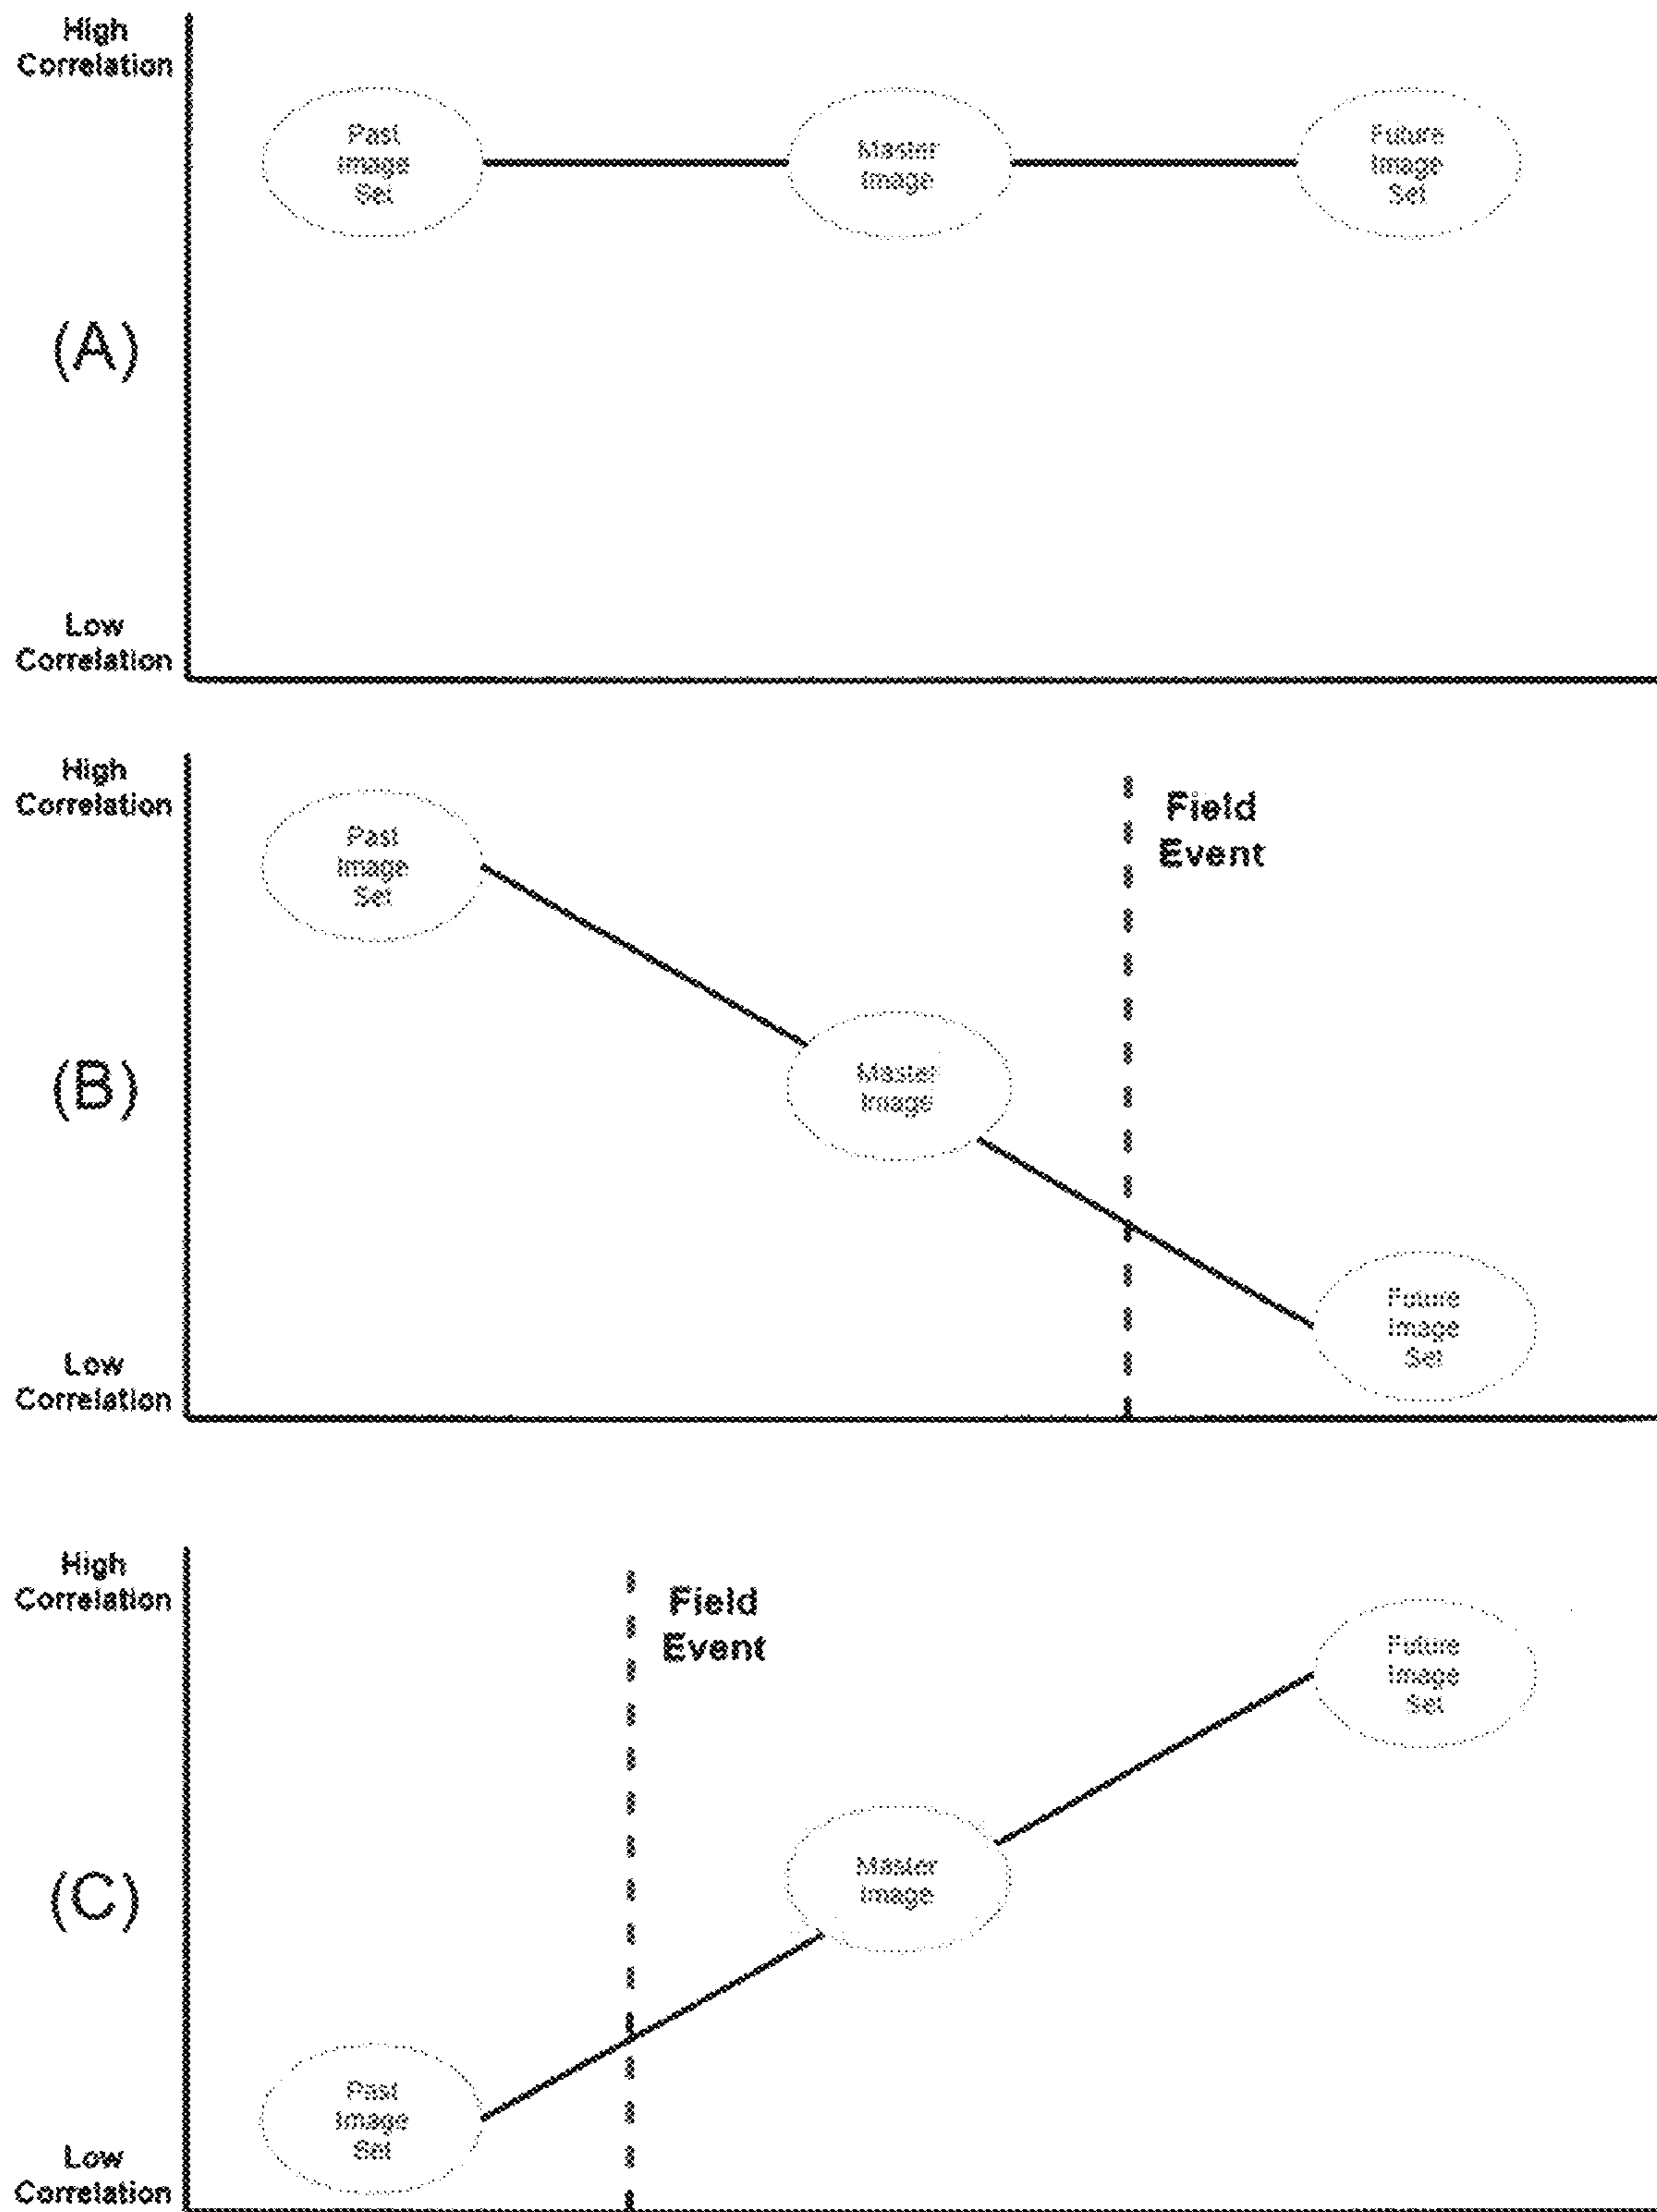 High
Correlation
Past
Image
Set
Master
Image
Future
Image
Set
(A)
Low
Correlation
High
Correlation
Past
Image
Set
Field
Event
(B)
Master
Image
Future
Image
Set
Low
Correlation
High
Correlation
Field
Event
Future
Image
Set
(C)
Master
Image
Past
Image
Set
Low
Correlation